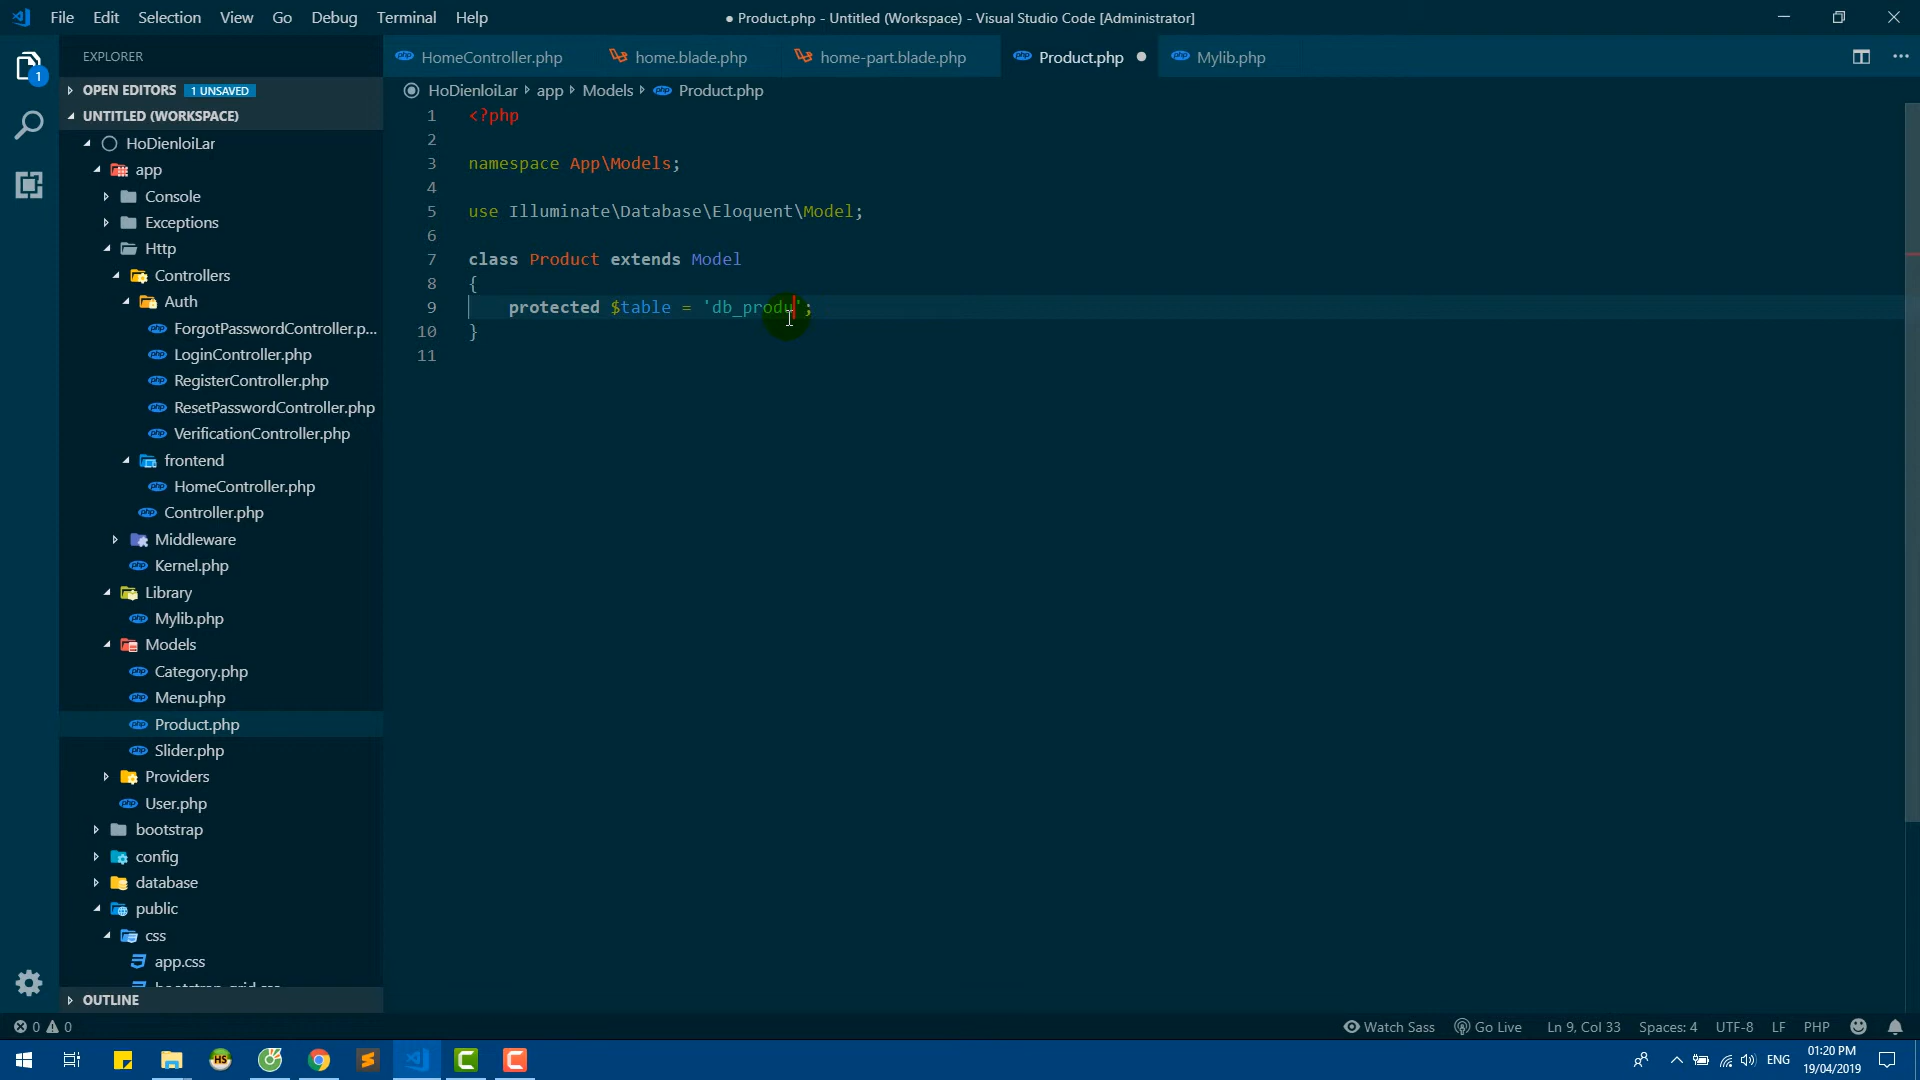 File Edit Selection View Go Debug Terminal Help
● Product.php - Untitled (Workspace) - Visual Studio Code [Administrator]
EXPLORER
HomeController.php home.blade.php home-part.blade.php Product.php ● Mylib.php
OPEN EDITORS 1 UNSAVED
HoDienloiLar app Models Product.php
UNTITLED (WORKSPACE)
HoDienloiLar
app
Console
Exceptions
Http
Controllers
Auth
ForgotPasswordController.p...
LoginController.php
RegisterController.php
ResetPasswordController.php
VerificationController.php
frontend
HomeController.php
Controller.php
Middleware
Kernel.php
Library
Mylib.php
Models
Category.php
Menu.php
Product.php
Slider.php
Providers
User.php
bootstrap
config
database
public
css
app.css
OUTLINE
1 <?php
2
3 namespace App\Models;
4
5 use Illuminate\Database\Eloquent\Model;
6
7 class Product extends Model
8 {
9 protected $table = 'db_produ';
10 }
11
0 0
Watch Sass Go Live Ln 9, Col 33 Spaces: 4 UTF-8 LF PHP
ENG
01:20 PM
19/04/2019
1